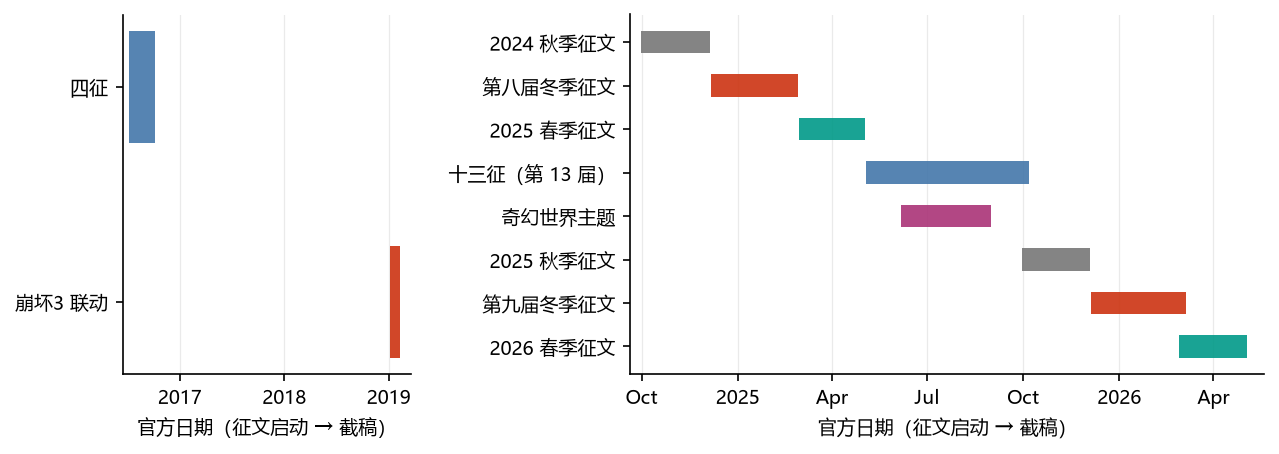 四征
崩坏3 联动
2017
2018
2019
官方日期（征文启动 → 截稿）
2024 秋季征文
第八届冬季征文
2025 春季征文
十三征（第 13 届）
奇幻世界主题
2025 秋季征文
第九届冬季征文
2026 春季征文
Oct
2025
Apr
Jul
Oct
2026
Apr
官方日期（征文启动 → 截稿）